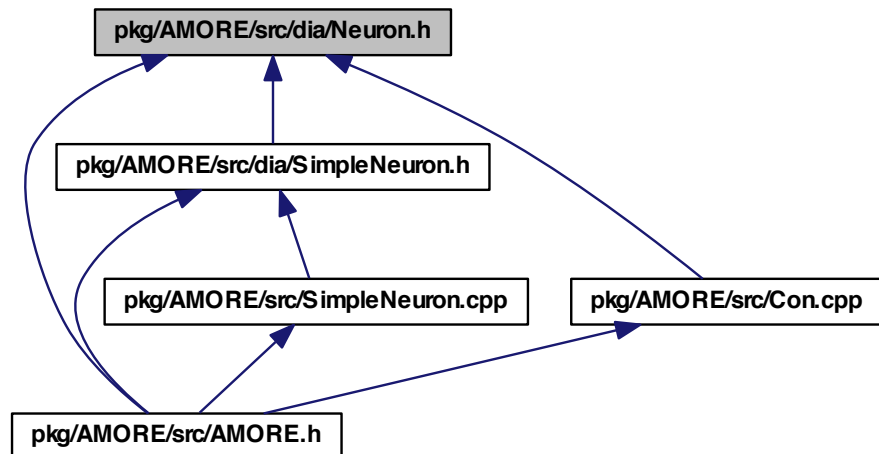 pkg/AMORE/src/dia/Neuron.h
pkg/AMORE/src/dia/SimpleNeuron.h
pkg/AMORE/src/SimpleNeuron.cpp
pkg/AMORE/src/Con.cpp
pkg/AMORE/src/AMORE.h